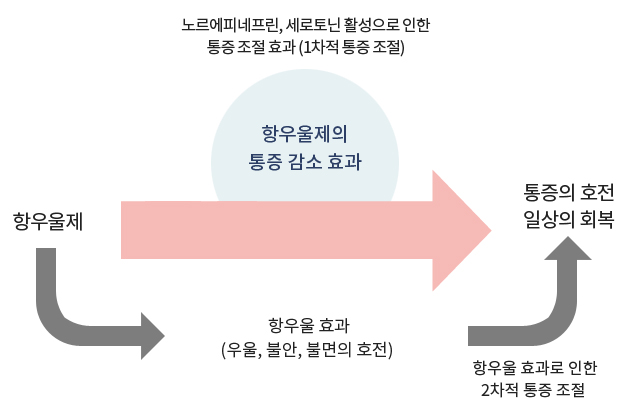 노르에피네프린, 세로토닌 활성으로 인한
통증 조절 효과 (1차적 통증 조절)
항우울제의
통증 감소 효과
통증의 호전
일상의 회복
항우울제
항우울 효과
(우울, 불안, 불면의 호전)
항우울 효과로 인한
2차적 통증 조절